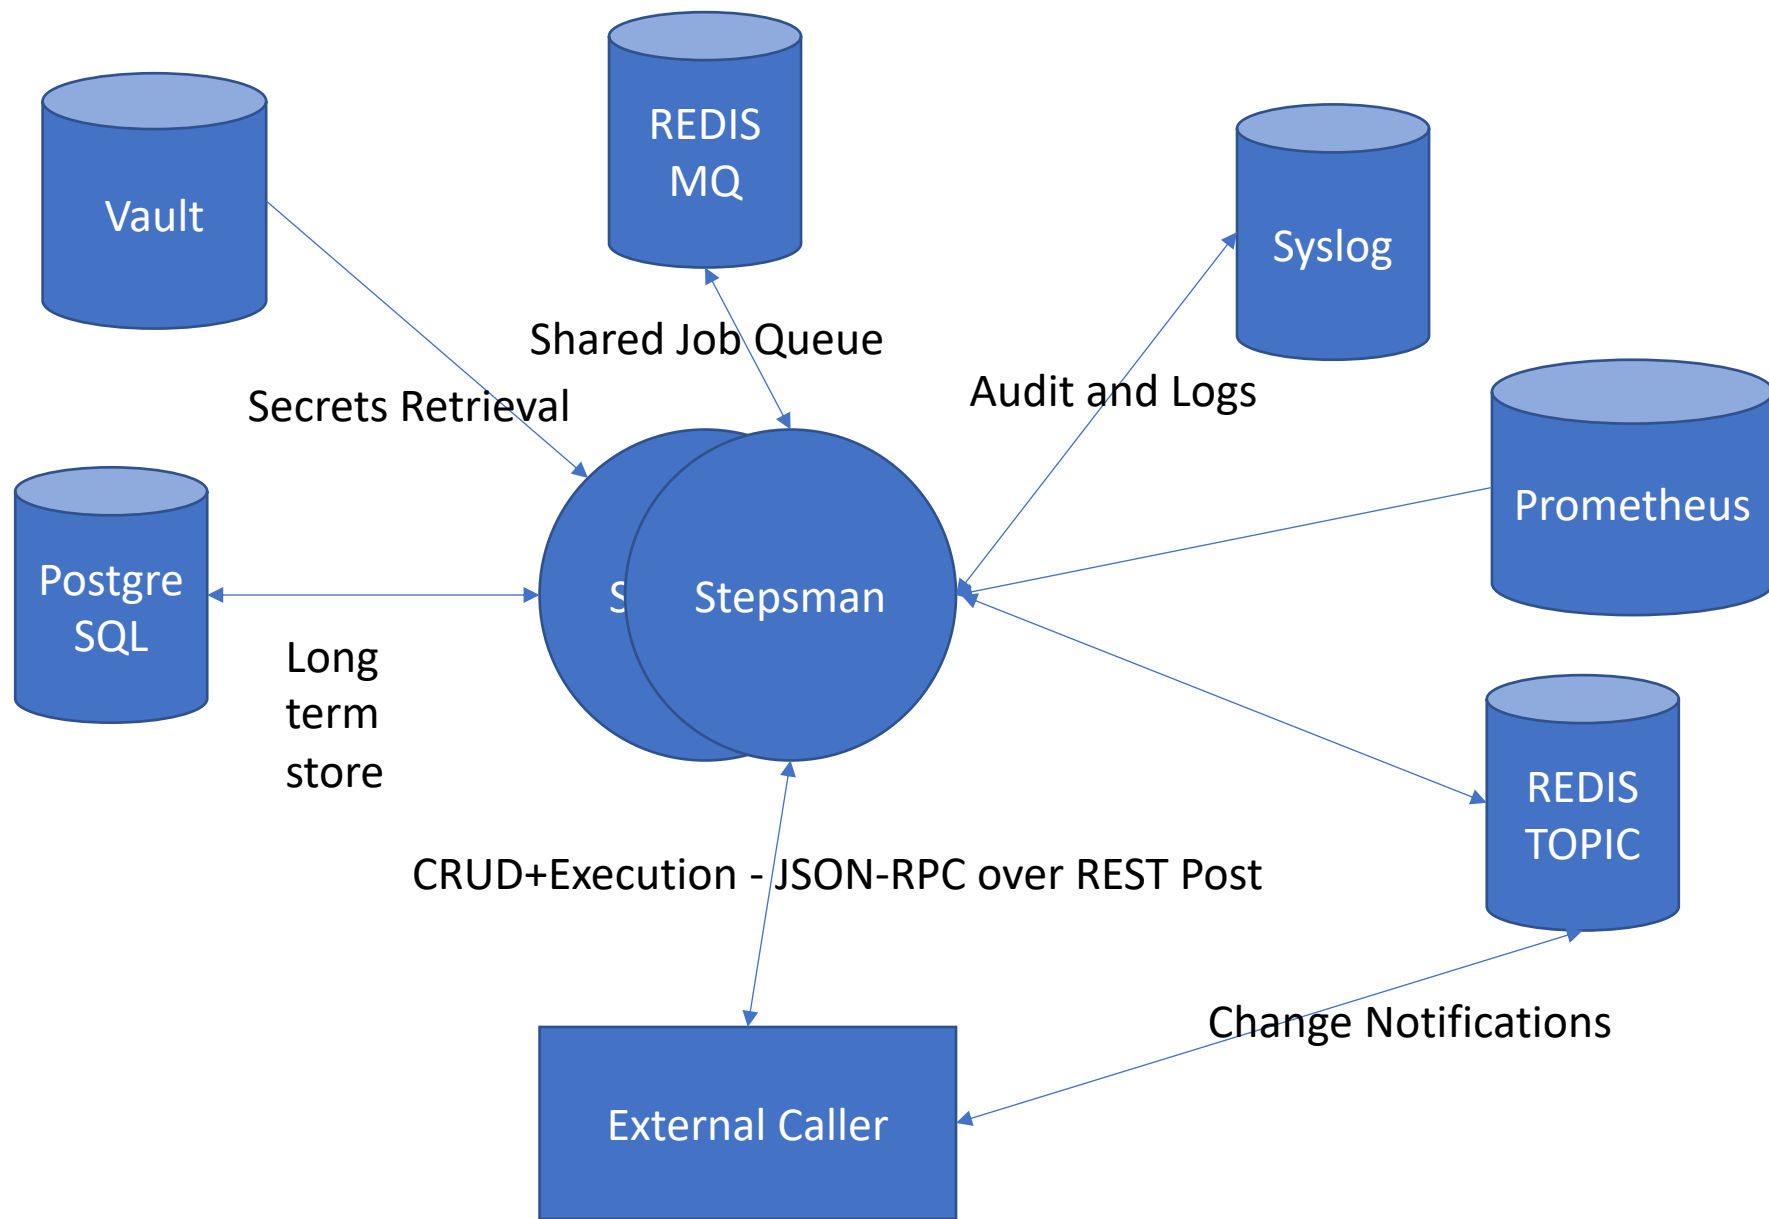 REDIS
MQ
Vault
Syslog
Shared Job Queue
Secrets Retrieval
Audit and Logs
Prometheus
Postgre
SQL
S
Stepsman
Long
term
store
REDIS
TOPIC
CRUD+Execution - JSON-RPC over REST Post
Change Notifications
External Caller